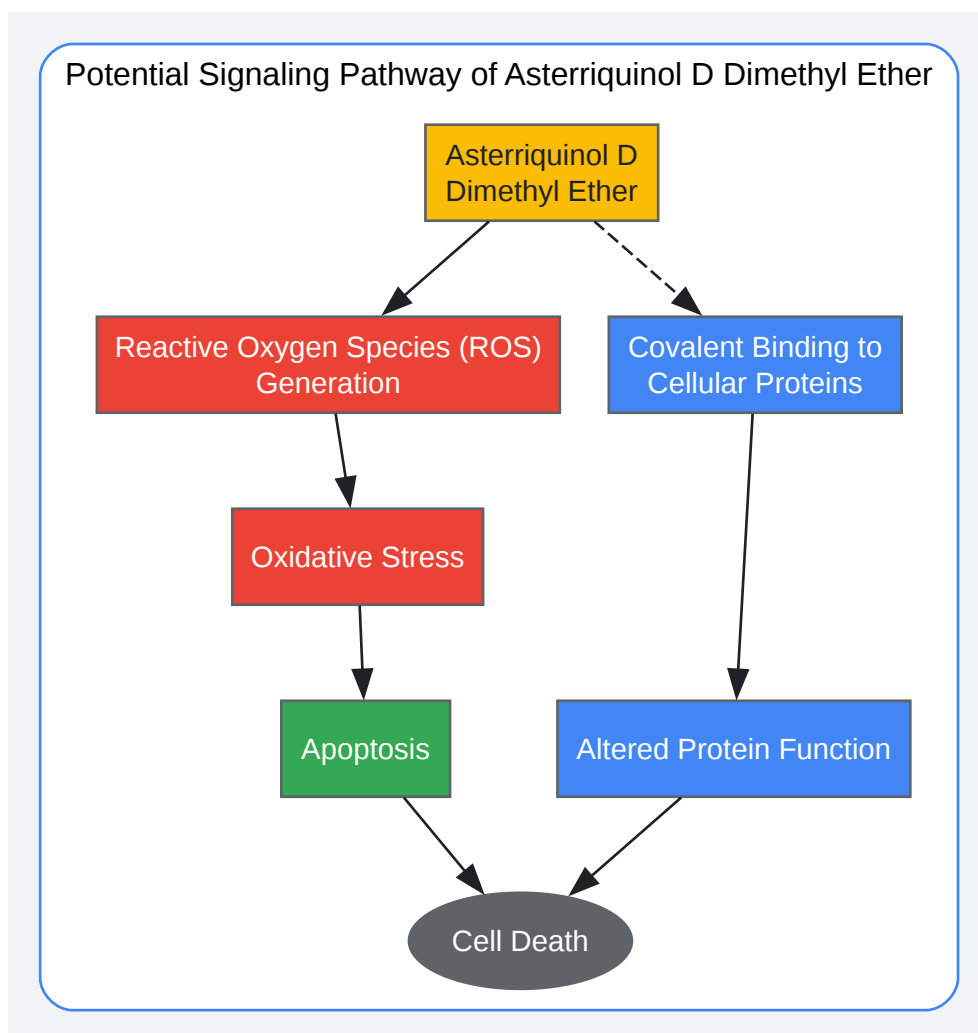 Potential Signaling Pathway of Asterriquinol D Dimethyl Ether
Asterriquinol D
Dimethyl Ether
Reactive Oxygen Species (ROS)
Generation
Covalent Binding to
Cellular Proteins
Oxidative Stress
Apoptosis
Altered Protein Function
Cell Death